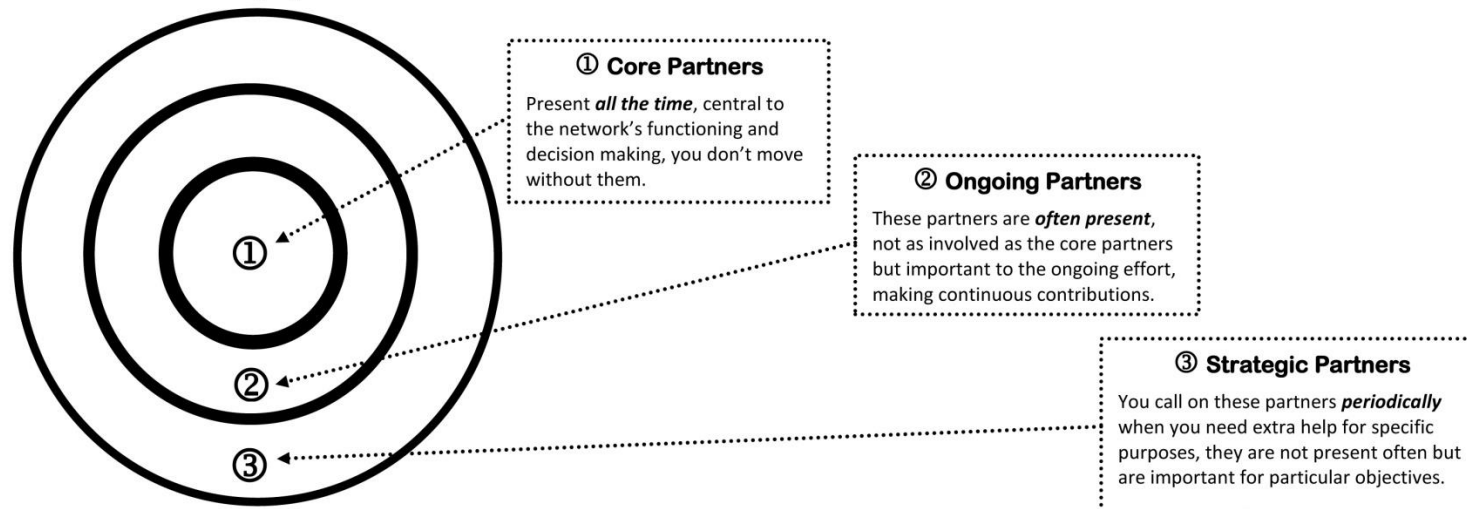 ① Core Partners
Present all the time, central to
the network’s functioning and
decision making, you don’t move
without them.
② Ongoing Partners
These partners are often present,
not as involved as the core partners
but important to the ongoing effort,
making continuous contributions.
③ Strategic Partners
You call on these partners periodically
when you need extra help for specific
purposes, they are not present often but
are important for particular objectives.
①
②
③